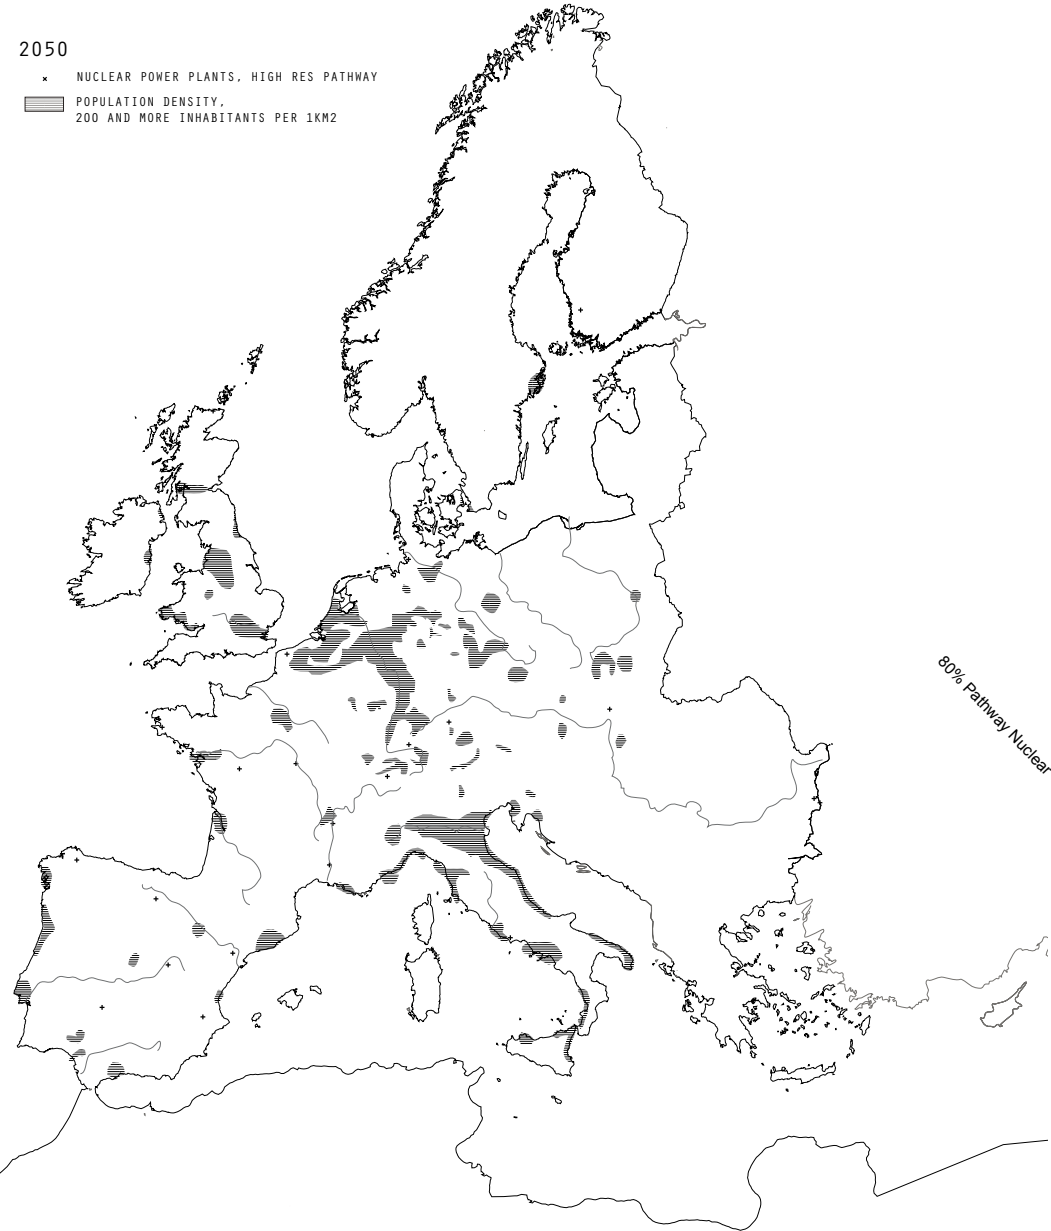 2050
NUCLEAR POWER PLANTS, HIGH RES PATHWAY
POPULATION DENSITY,
200 AND MORE INHABITANTS PER 1KM2
80% Pathway Nuclear